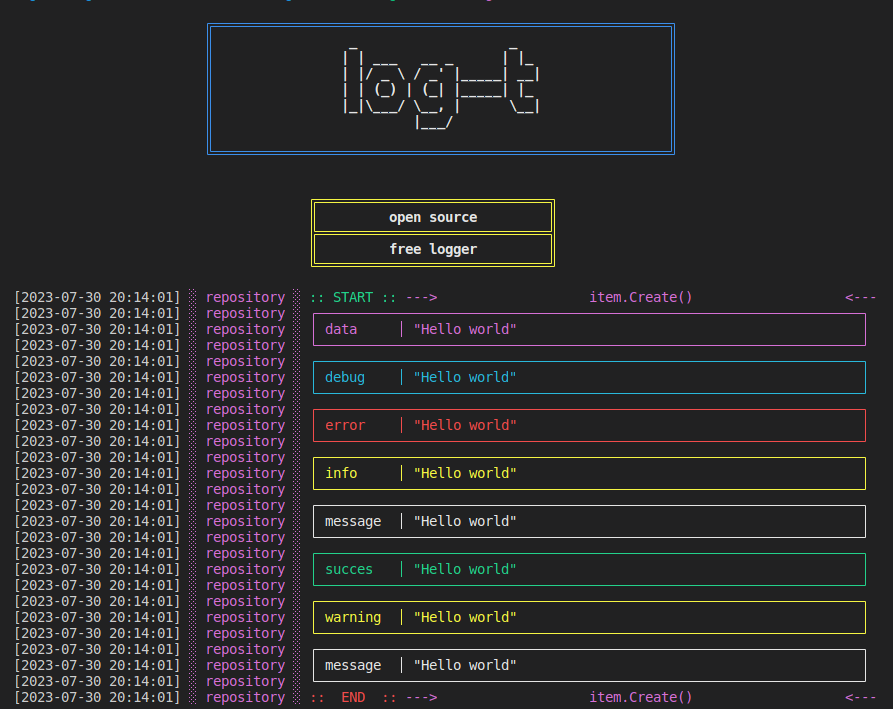 log-t
open source
free logger
[2023-07-30 20:14:01] repository :: START :: ---> item.Create() <---
[2023-07-30 20:14:01] repository
[2023-07-30 20:14:01] repository data | "Hello world"
[2023-07-30 20:14:01] repository
[2023-07-30 20:14:01] repository
[2023-07-30 20:14:01] repository debug | "Hello world"
[2023-07-30 20:14:01] repository
[2023-07-30 20:14:01] repository
[2023-07-30 20:14:01] repository error | "Hello world"
[2023-07-30 20:14:01] repository
[2023-07-30 20:14:01] repository
[2023-07-30 20:14:01] repository info | "Hello world"
[2023-07-30 20:14:01] repository
[2023-07-30 20:14:01] repository
[2023-07-30 20:14:01] repository message | "Hello world"
[2023-07-30 20:14:01] repository
[2023-07-30 20:14:01] repository
[2023-07-30 20:14:01] repository succes | "Hello world"
[2023-07-30 20:14:01] repository
[2023-07-30 20:14:01] repository
[2023-07-30 20:14:01] repository warning | "Hello world"
[2023-07-30 20:14:01] repository
[2023-07-30 20:14:01] repository
[2023-07-30 20:14:01] repository message | "Hello world"
[2023-07-30 20:14:01] repository
[2023-07-30 20:14:01] repository :: END :: ---> item.Create() <---